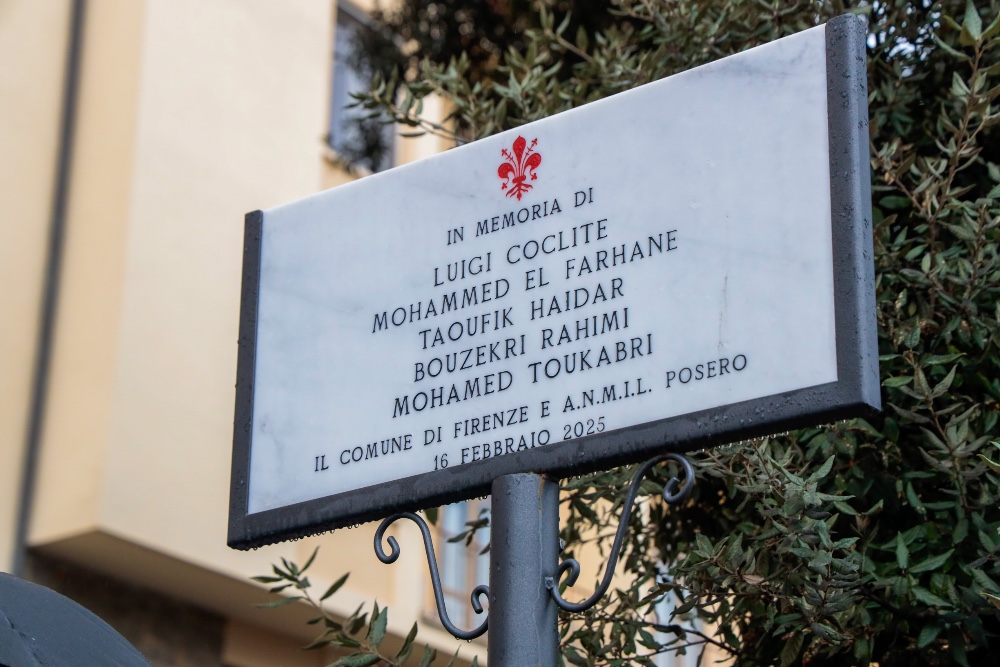 IN MEMORIA DI
LUIGI COCLITE
MOHAMMED EL FARHANE
TAOUFIK HAIDAR
BOUZEKRI RAHIMI
MOHAMED TOUKABRI
IL COMUNE DI FIRENZE E A.N.M.I.L. POSERO
16 FEBBRAIO 2025